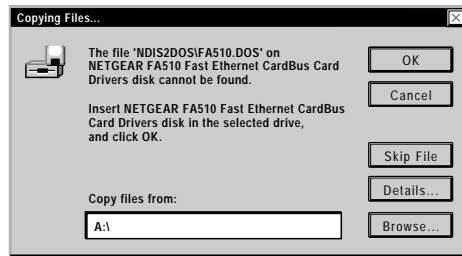 Copying Files...
The file 'NDIS2DOS\FA510.DOS' on
NETGEAR FA510 Fast Ethernet CardBus Card
Drivers disk cannot be found.
Insert NETGEAR FA510 Fast Ethernet CardBus
Card Drivers disk in the selected drive,
and click OK.
Copy files from:
A:\
OK
Cancel
Skip File
Details...
Browse...